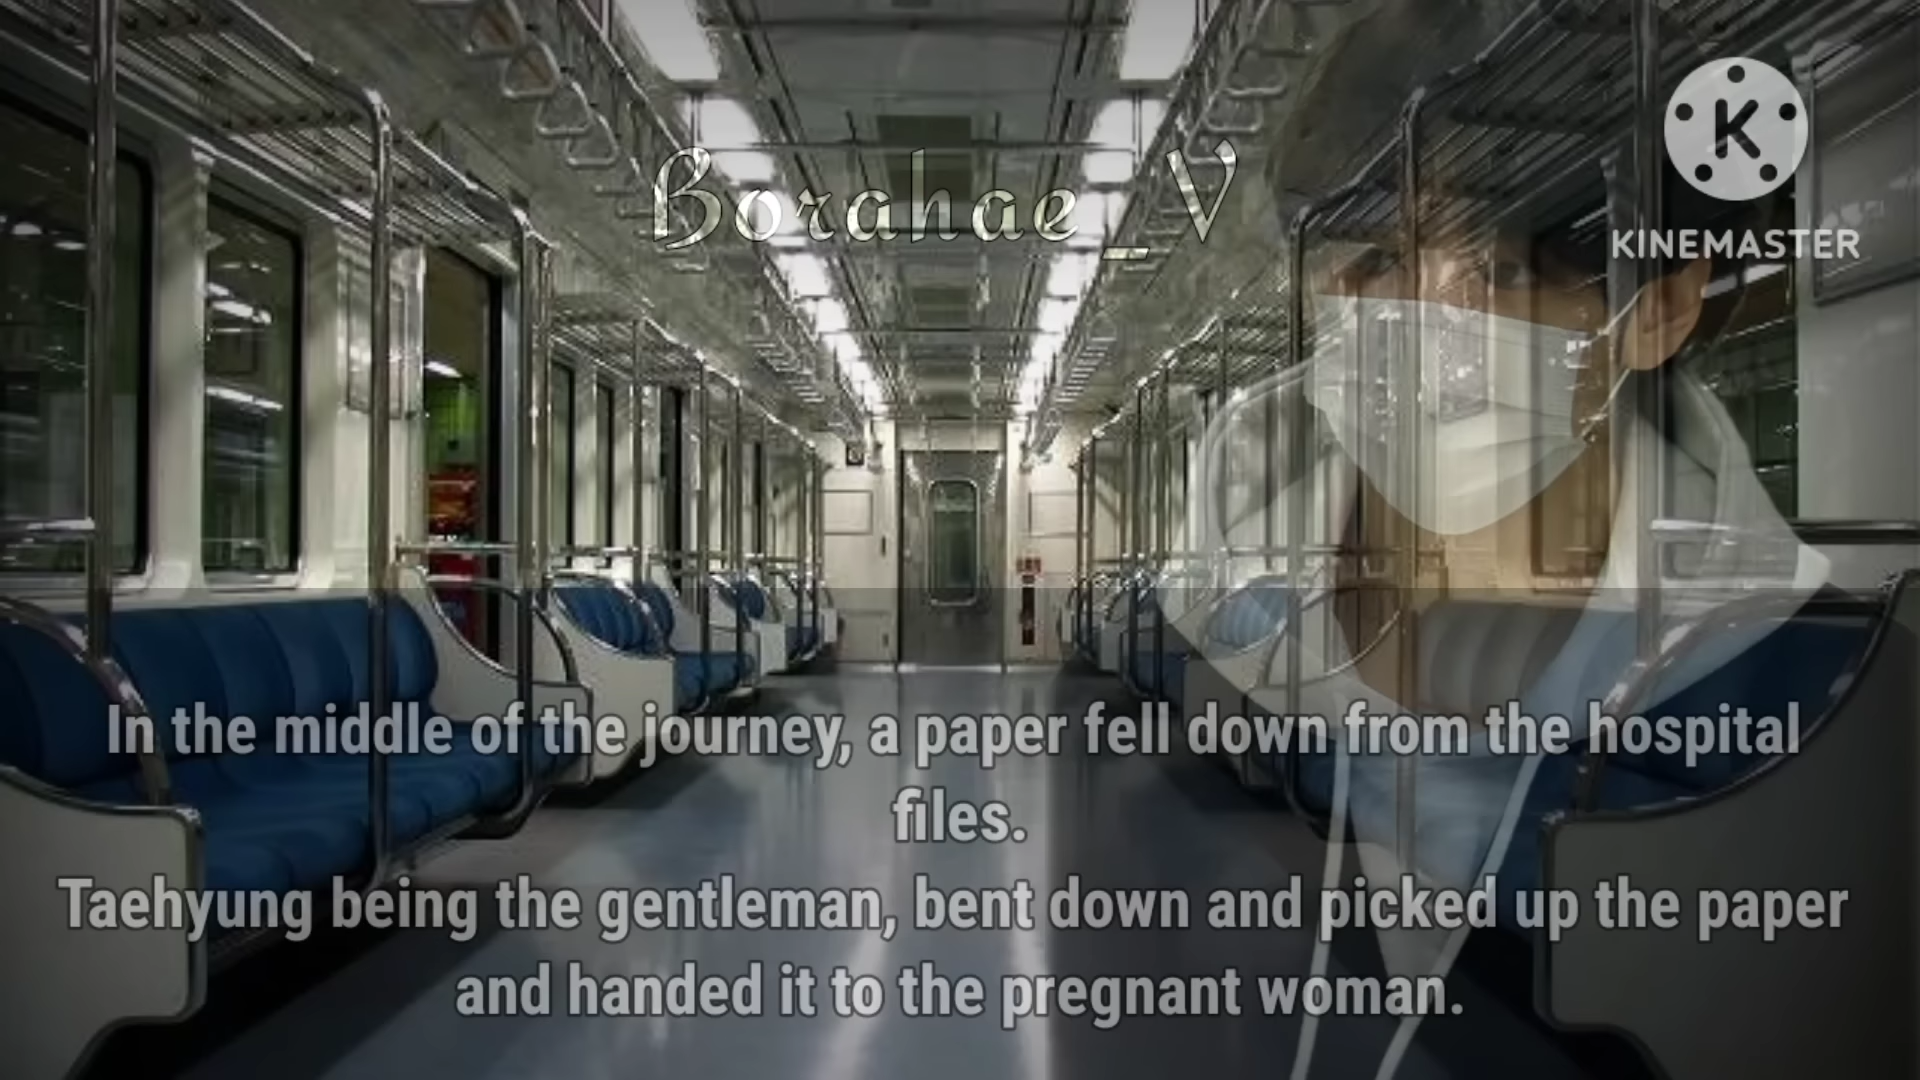 Borahae_V
K
KINEMASTER
In the middle of the journey, a paper fell down from the hospital
files.
Taehyung being the gentleman, bent down and picked up the paper
and handed it to the pregnant woman.